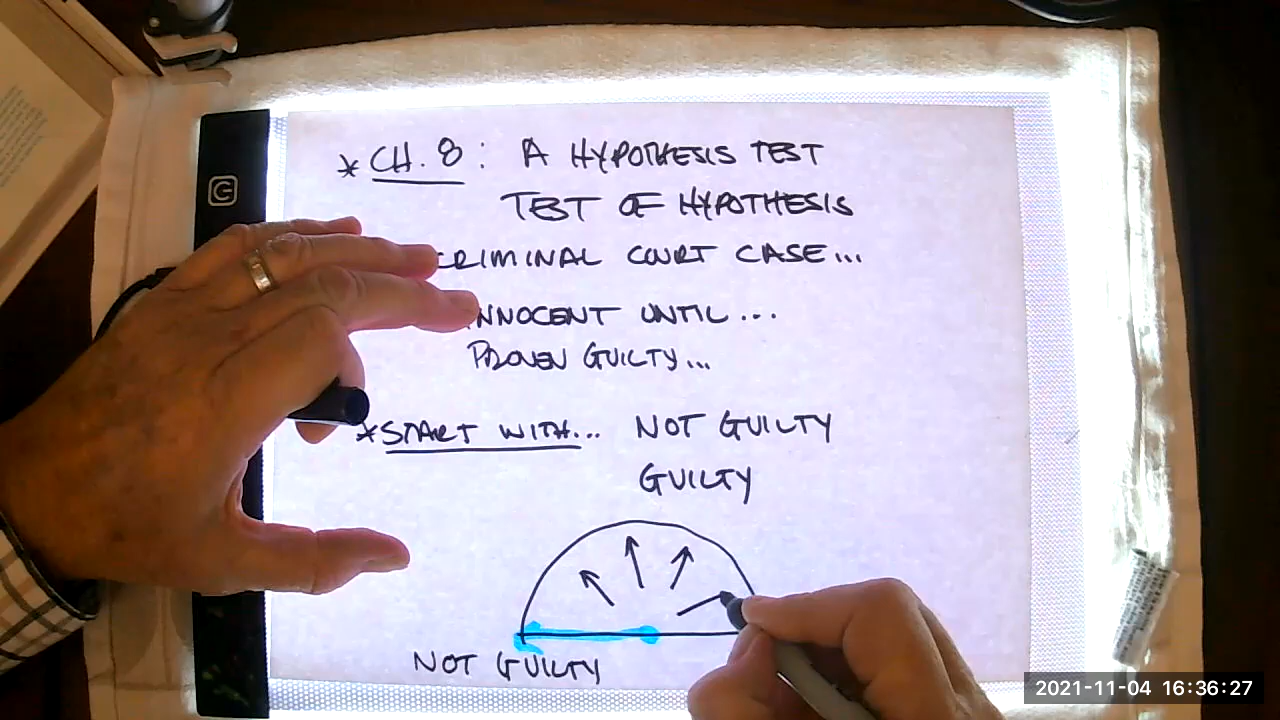 * CH. 8 : A HYPOTHESIS TEST
TEST OF HYPOTHESIS
CRIMINAL COURT CASE...
INNOCENT UNTIL...
PROVEN GUILTY...
* START WITH... NOT GUILTY
GUILTY
NOT GUILTY
2021-11-04 16:36:27